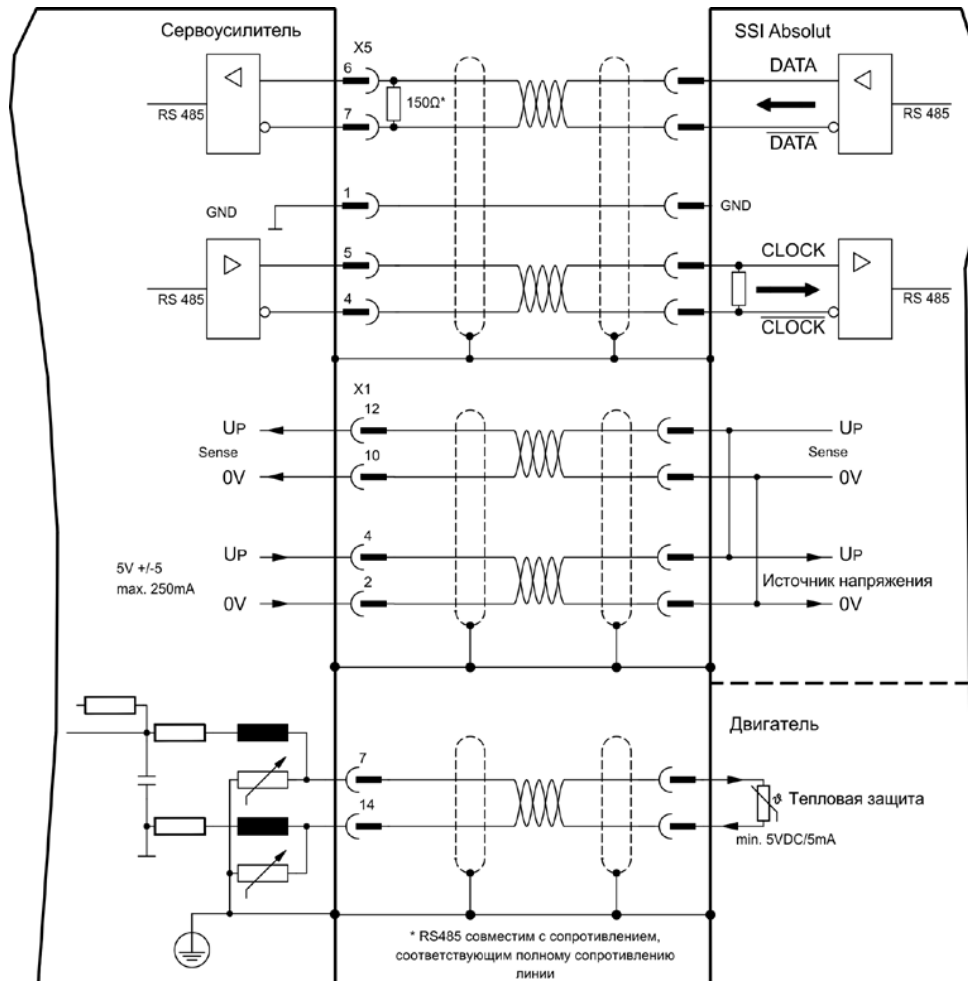 Сервоусилитель
X5
SSI Absolut
6
DATA
150Ω*
RS 485
RS 485
7
DATA
1
GND
GND
5
CLOCK
RS 485
RS 485
4
CLOCK
X1
12
UP
UP
Sense
Sense
10
0V
0V
4
UP
UP
5V +/-5
max. 250mA
Источник напряжения
2
0V
0V
Двигатель
7
ϑ Тепловая защита
14
min. 5VDC/5mA
* RS485 совместим с сопротивлением,
соответствующим полному сопротивлению
линии